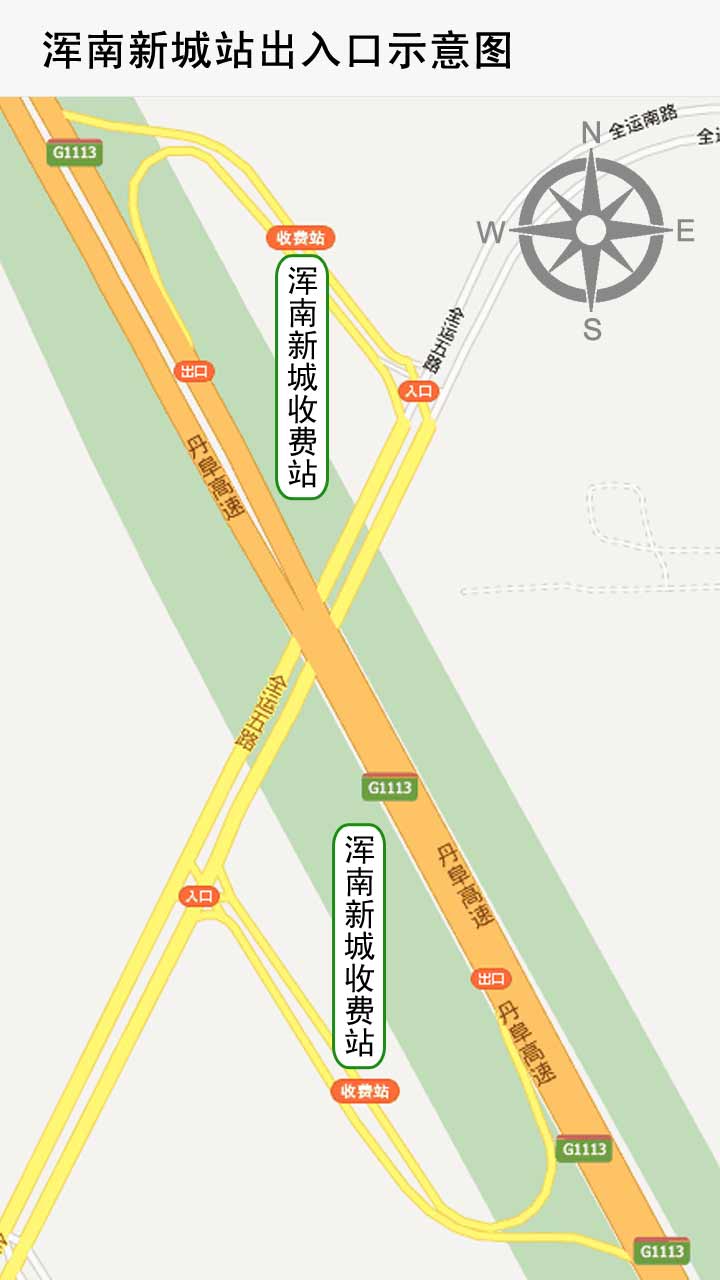 浑南新城站出入口示意图
N
全运南路
全运
G1113
W
E
收费站
浑南新城收费站
S
全运五路
出口
入口
丹阜高速
全运五路
G1113
浑南新城收费站
丹阜高速
入口
出口
丹阜高速
收费站
G1113
G1113